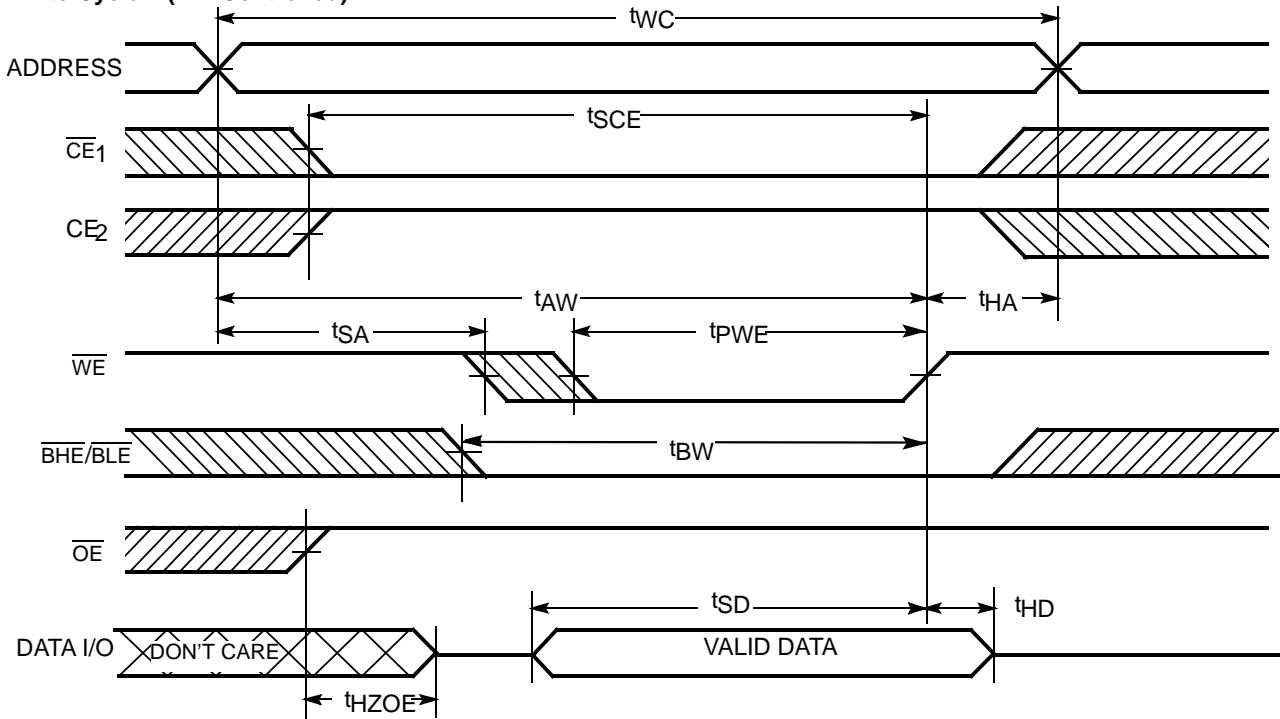 tWC
ADDRESS
tSCE
CE1
CE2
tAW
tHA
tSA
tPWE
WE
tBW
BHE/BLE
OE
tSD
tHD
DATA I/O
DON'T CARE
VALID DATA
tHZOE